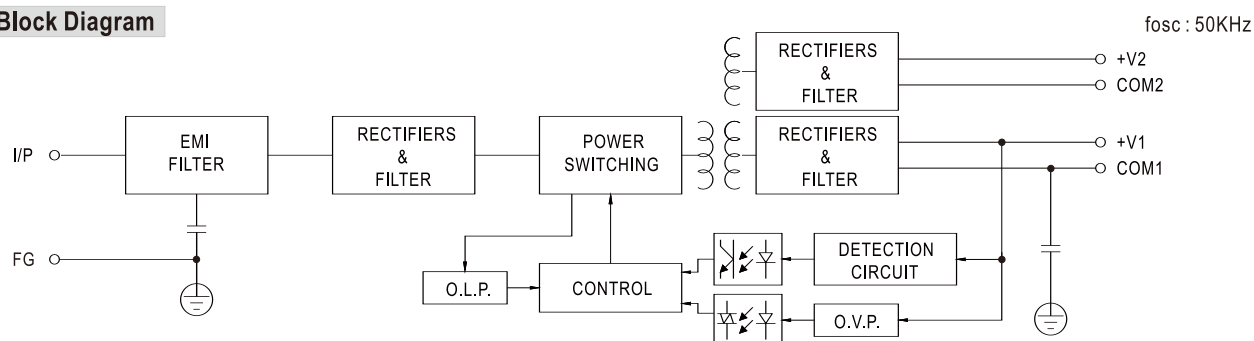 Block Diagram
fosc : 50KHz
RECTIFIERS
&
FILTER
+V2
COM2
I/P
EMI
FILTER
RECTIFIERS
&
FILTER
POWER
SWITCHING
RECTIFIERS
&
FILTER
+V1
COM1
FG
O.L.P.
CONTROL
DETECTION
CIRCUIT
O.V.P.